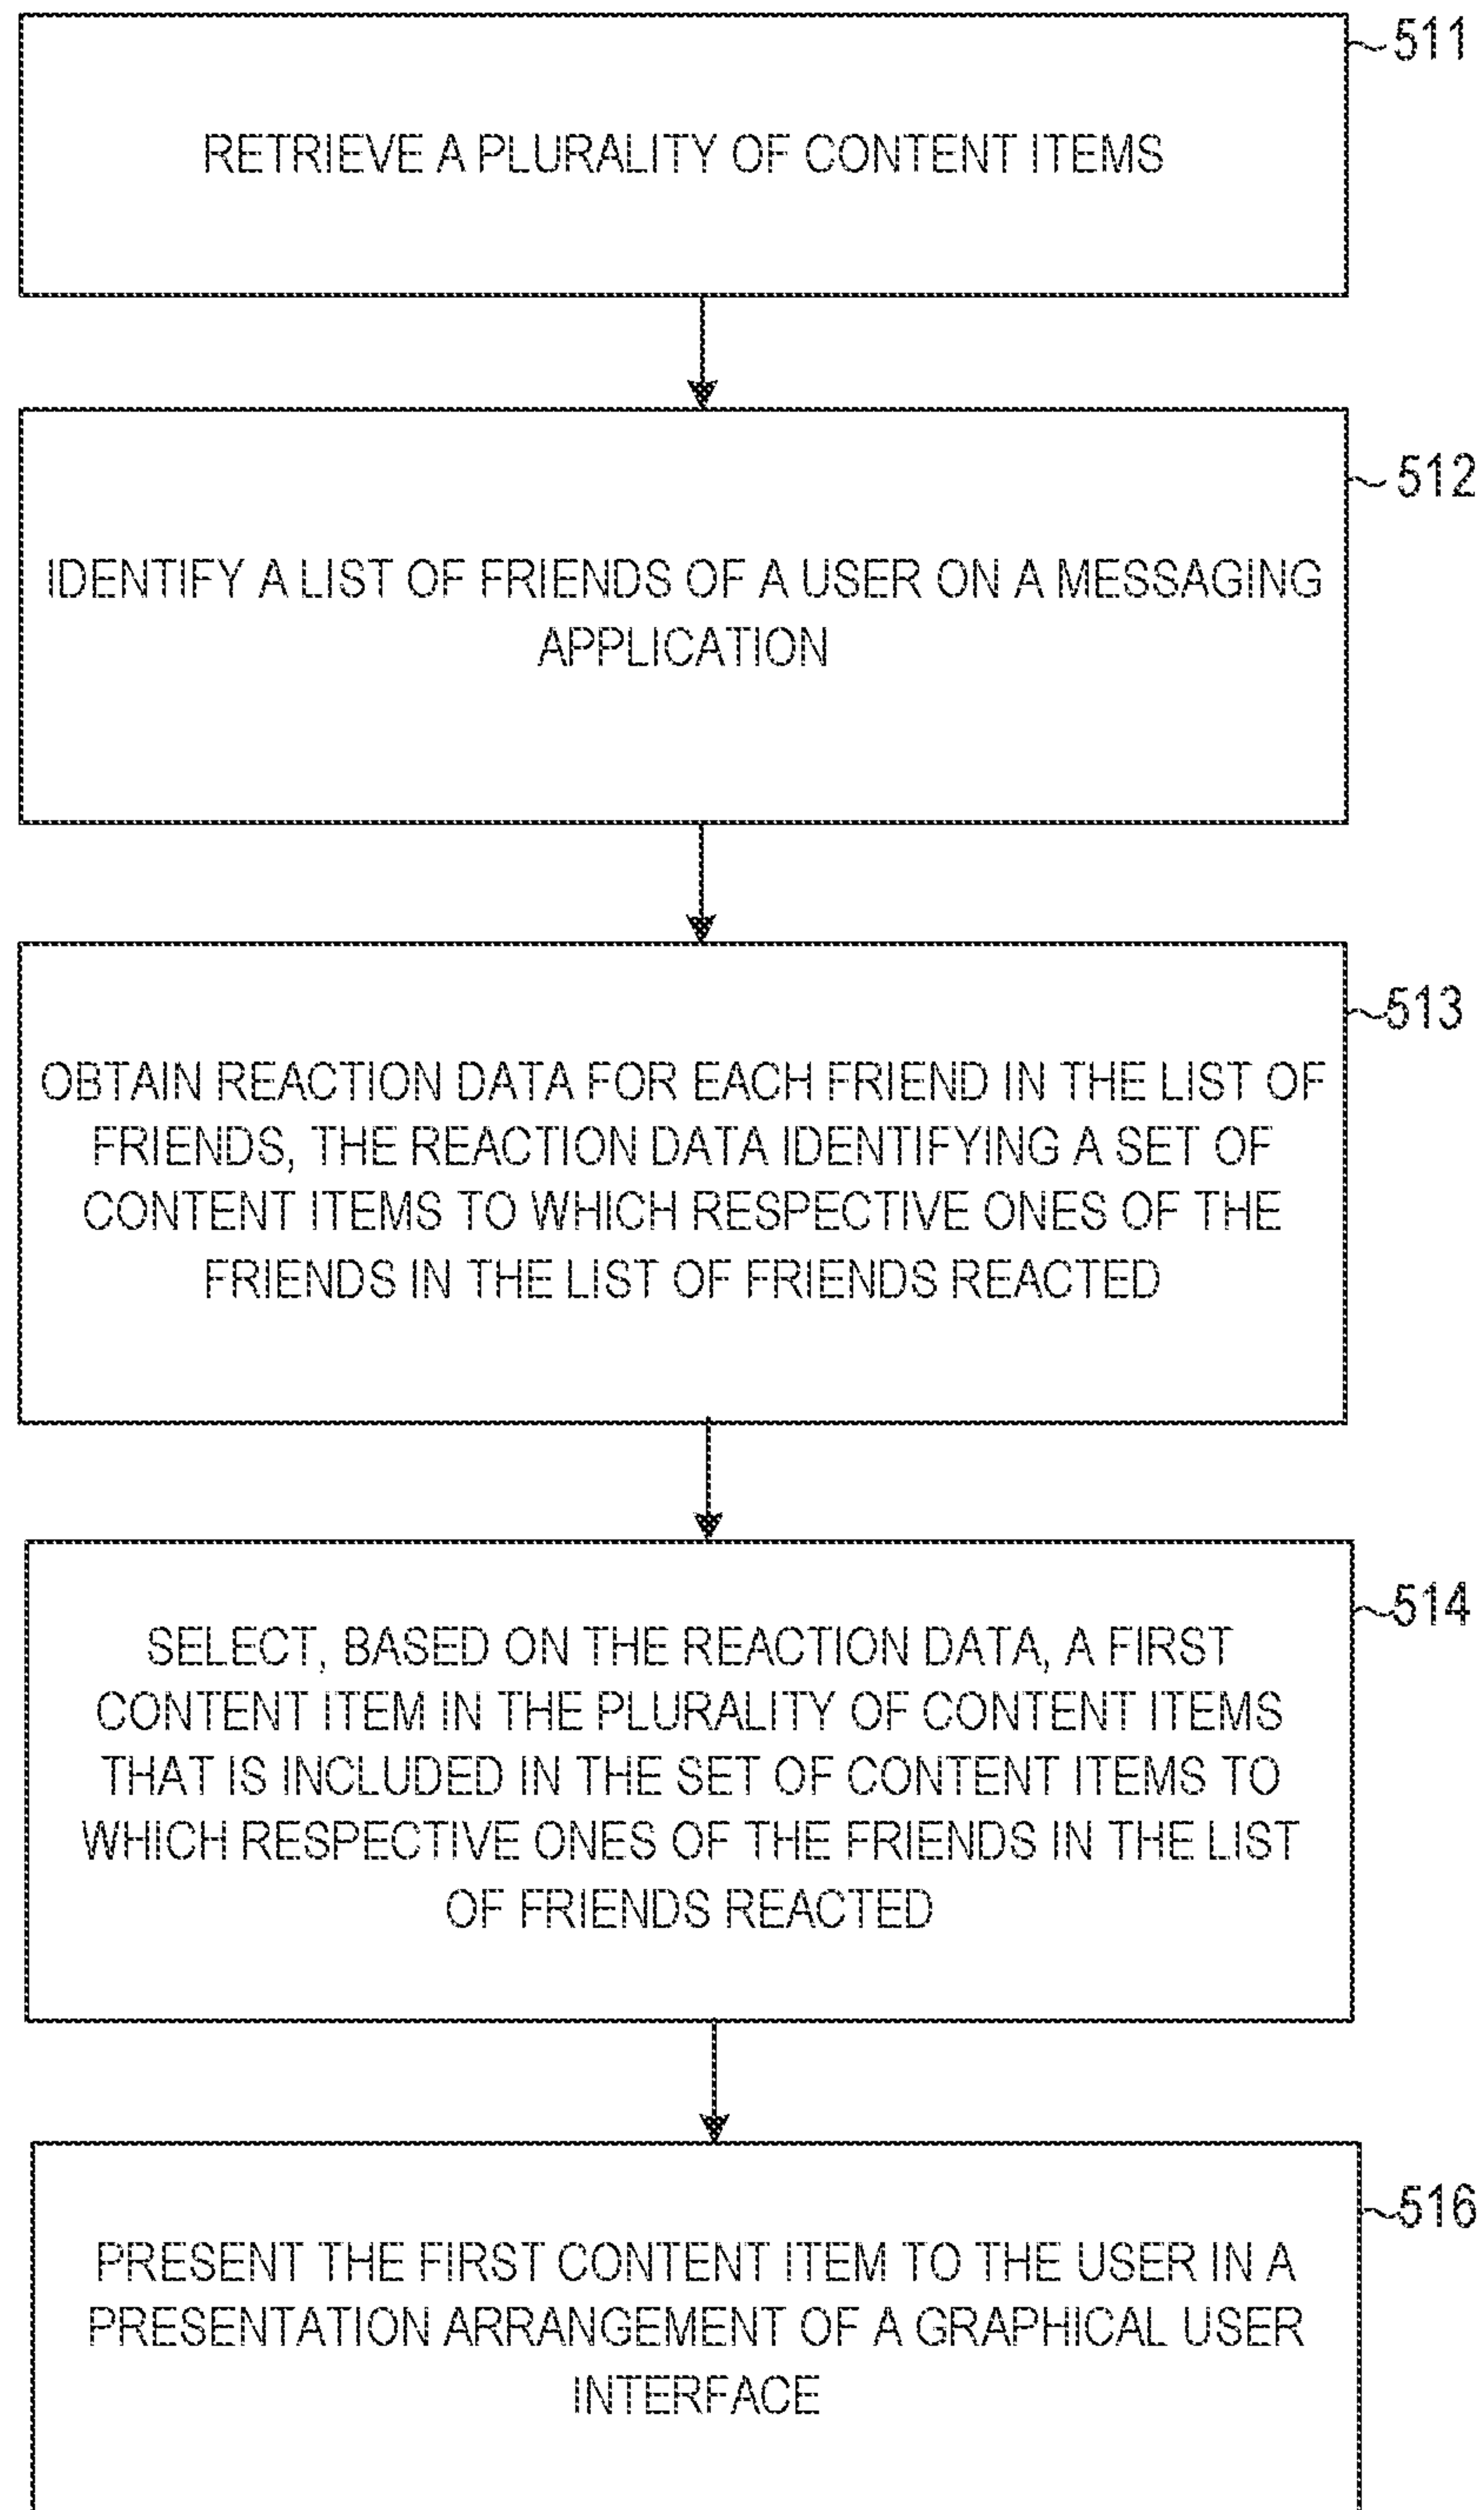 511
RETRIEVE A PLURALITY OF CONTENT ITEMS
512
IDENTIFY A LIST OF FRIENDS OF A USER ON A MESSAGING
APPLICATION
513
OBTAIN REACTION DATA FOR EACH FRIEND IN THE LIST OF
FRIENDS, THE REACTION DATA IDENTIFYING A SET OF
CONTENT ITEMS TO WHICH RESPECTIVE ONES OF THE
FRIENDS IN THE LIST OF FRIENDS REACTED
514
SELECT, BASED ON THE REACTION DATA, A FIRST
CONTENT ITEM IN THE PLURALITY OF CONTENT ITEMS
THAT IS INCLUDED IN THE SET OF CONTENT ITEMS TO
WHICH RESPECTIVE ONES OF THE FRIENDS IN THE LIST
OF FRIENDS REACTED
516
PRESENT THE FIRST CONTENT ITEM TO THE USER IN A
PRESENTATION ARRANGEMENT OF A GRAPHICAL USER
INTERFACE